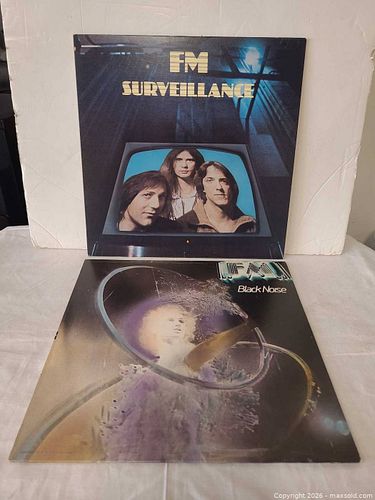 FM
SURVEILLANCE
FM
Black Noise
Copyright 2026 - maxsold.com